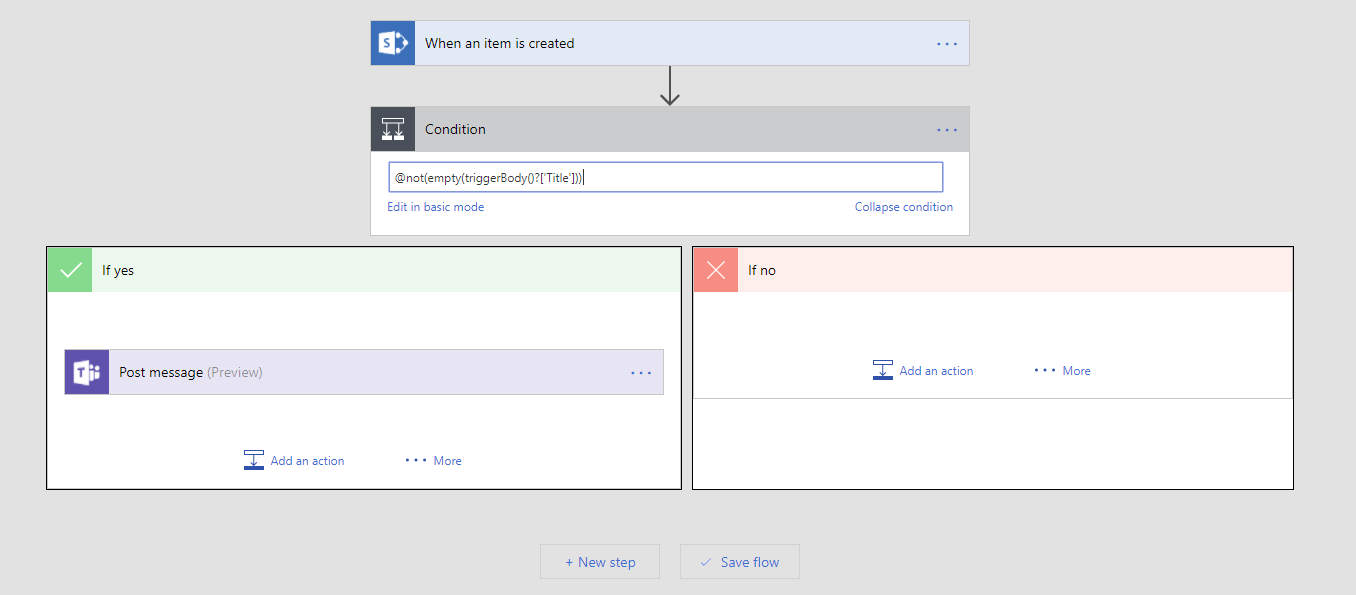 When an item is created
Condition
@not(empty(triggerBody()?['Title']))
Edit in basic mode
Collapse condition
If yes
If no
Post message (Preview)
Add an action
More
Add an action
More
+ New step
Save flow